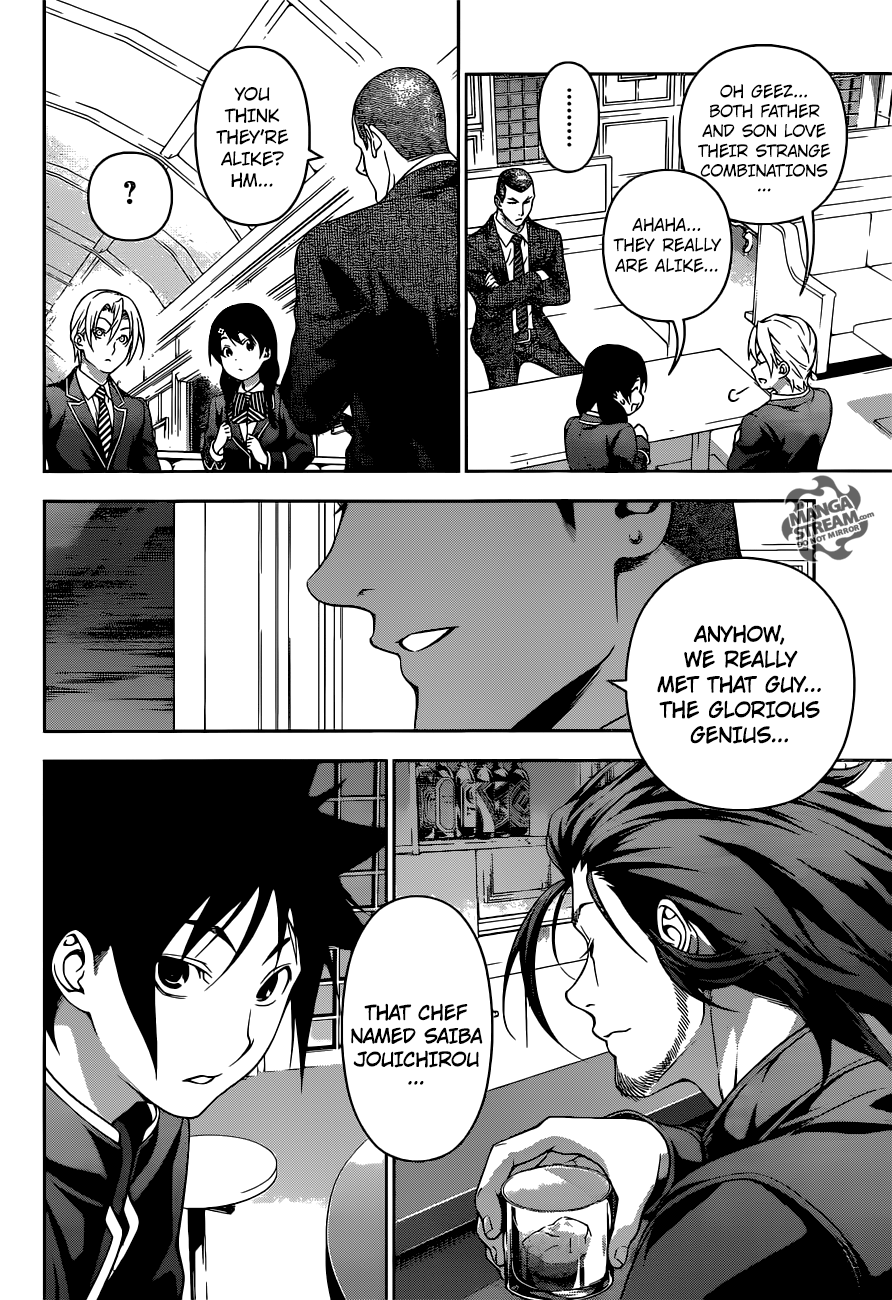 YOU
THINK
THEY'RE
ALIKE?
HM...
?
OH GEEZ...
BOTH FATHER
AND SON LOVE
THEIR STRANGE
COMBINATIONS
...
AHAHA...
THEY REALLY
ARE ALIKE...
.........
MANGA
STREAM.com
DO NOT MIRROR
ANYHOW,
WE REALLY
MET THAT GUY...
THE GLORIOUS
GENIUS...
THAT CHEF
NAMED SAIBA
JOUICHIROU
...